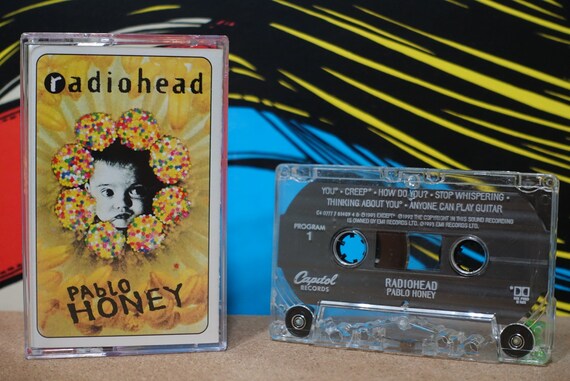 radiohead
PABLO
HONEY
YOU* • CREEP* • HOW DO YOU? • STOP WHISPERING •
THINKING ABOUT YOU* • ANYONE CAN PLAY GUITAR
PROGRAM
1
Capitol
RECORDS
RADIOHEAD
PABLO HONEY